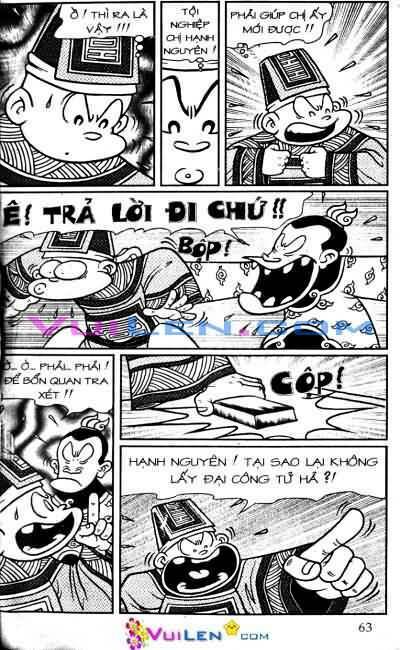 Ồ! THÌ RA LÀ
VẬY !!!
TỘI
NGHIỆP
CHỊ HẠNH
NGUYÊN !
PHẢI GIÚP CHỊ ẤY
MỚI ĐƯỢC !!
Ê! TRẢ LỜI ĐI CHỨ!!
BỐP!
VUILEN.COM
Ờ... Ờ... PHẢI... PHẢI !
ĐỂ BỔN QUAN TRA
XÉT !!
CỘP!
HẠNH NGUYÊN ! TẠI SAO LẠI KHÔNG
LẤY ĐẠI CÔNG TỬ HẢ ?!
63
VUILEN.COM